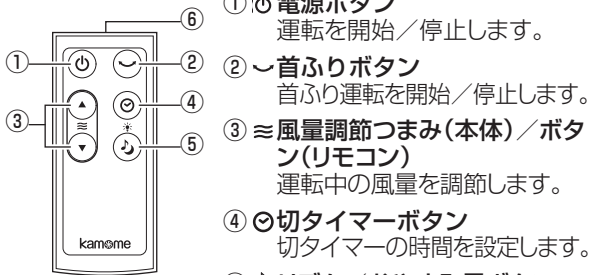 ① 電源ボタン
運転を開始／停止します。
② 首ふりボタン
首ふり運転を開始／停止します。
③ 風量調節つまみ(本体)／ボタ
ン(リモコン)
運転中の風量を調節します。
④ 切タイマーボタン
切タイマーの時間を設定します。
⑥
①
②
③
④
⑤
kamome